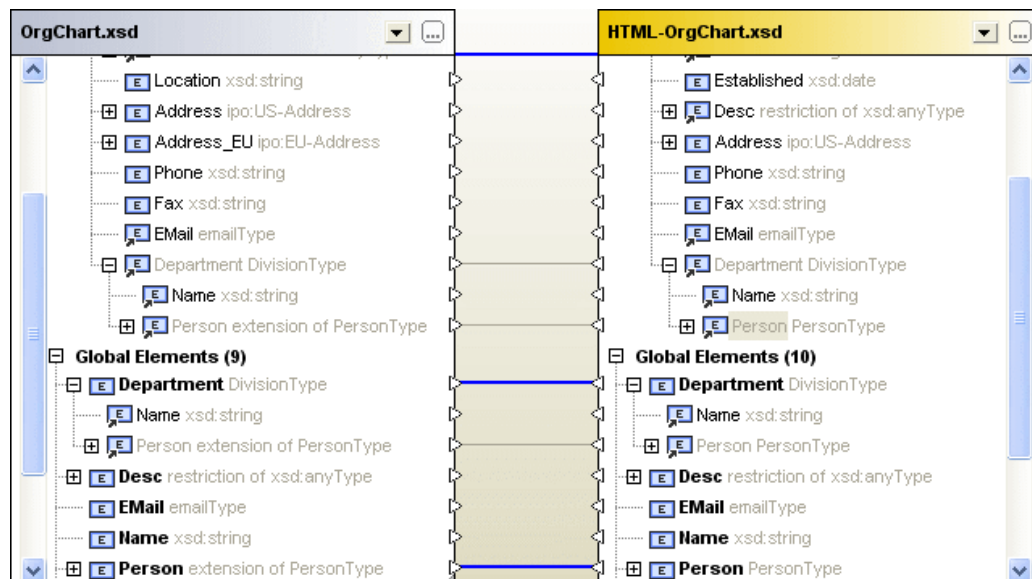 OrgChart.xsd
...
Location xsd:string
E Address ipo:US-Address
E Address_EU ipo:EU-Address
E Phone xsd:string
E Fax xsd:string
E EMail emailType
E Department DivisionType
E Name xsd:string
E Person extension of PersonType
Global Elements (9)
E Department DivisionType
E Name xsd:string
E Person extension of PersonType
E Desc restriction of xsd:anyType
E EMail emailType
E Name xsd:string
E Person extension of PersonType
HTML-OrgChart.xsd
...
E Established xsd:date
E Desc restriction of xsd:anyType
E Address ipo:US-Address
E Phone xsd:string
E Fax xsd:string
E EMail emailType
E Department DivisionType
E Name xsd:string
E Person PersonType
Global Elements (10)
E Department DivisionType
E Name xsd:string
E Person PersonType
E Desc restriction of xsd:anyType
E EMail emailType
E Name xsd:string
E Person PersonType